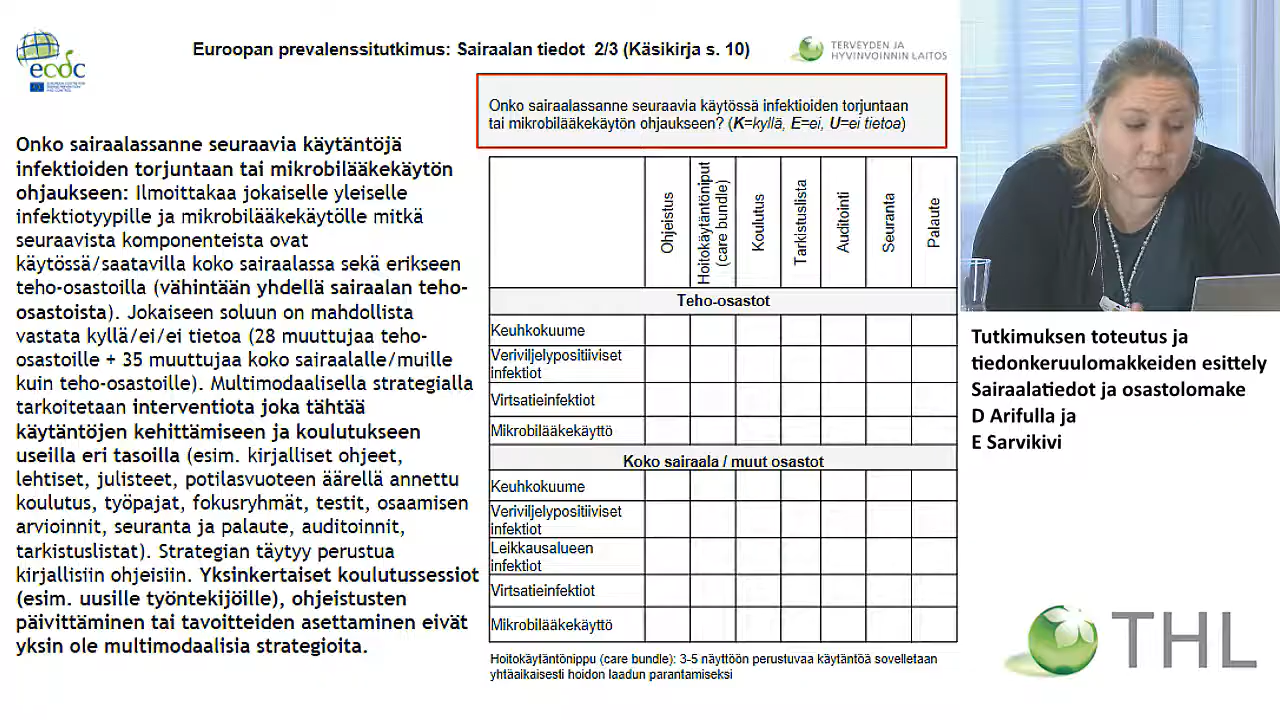 ecdc
Euroopan prevalenssitutkimus: Sairaalan tiedot 2/3 (Käsikirja s. 10)
TERVEYDEN JA
HYVINVOINNIN LAITOS
Onko sairaalassanne seuraavia käytäntöjä
infektioiden torjuntaan tai mikrobilääkekäytön
ohjaukseen: Ilmoittakaa jokaiselle yleiselle
infektiotyypille ja mikrobilääkekäytölle mitkä
seuraavista komponenteista ovat
käytössä/saatavilla koko sairaalassa sekä erikseen
teho-osastoilla (vähintään yhdellä sairaalan teho-
osastoista). Jokaiseen soluun on mahdollista
vastata kyllä/ei/ei tietoa (28 muuttujaa teho-
osastoille + 35 muuttujaa koko sairaalalle/muille
kuin teho-osastoille). Multimodaalisella strategialla
tarkoitetaan interventiota joka tähtää
käytäntöjen kehittämiseen ja koulutukseen
useilla eri tasoilla (esim. kirjalliset ohjeet,
lehtiset, julisteet, potilasvuoteen äärellä annettu
koulutus, työpajat, fokusryhmät, testit, osaamisen
arvioinnit, seuranta ja palaute, auditoinnit,
tarkistuslistat). Strategian täytyy perustua
kirjallisiin ohjeisiin. Yksinkertaiset koulutussessiot
(esim. uusille työntekijöille), ohjeistusten
päivittäminen tai tavoitteiden asettaminen eivät
yksin ole multimodaalisia strategioita.
Onko sairaalassanne seuraavia käytössä infektioiden torjuntaan
tai mikrobilääkekäytön ohjaukseen? (K=kyllä, E=ei, U=ei tietoa)
Ohjeistus
Hoitokäytäntöniput
(care bundle)
Koulutus
Tarkistuslista
Auditointi
Seuranta
Palaute
Teho-osastot
Keuhkokuume
Veriviljelypositiiviset
infektiot
Virtsatieinfektiot
Mikrobilääkekäyttö
Koko sairaala / muut osastot
Keuhkokuume
Veriviljelypositiiviset
infektiot
Leikkausalueen
infektiot
Virtsatieinfektiot
Mikrobilääkekäyttö
Hoitokäytäntönippu (care bundle): 3-5 näyttöön perustuvaa käytäntöä sovelletaan
yhtäaikaisesti hoidon laadun parantamiseksi
Tutkimuksen toteutus ja
tiedonkeruulomakkeiden esittely
Sairaalatiedot ja osastolomake
D Arifulla ja
E Sarvikivi
THL